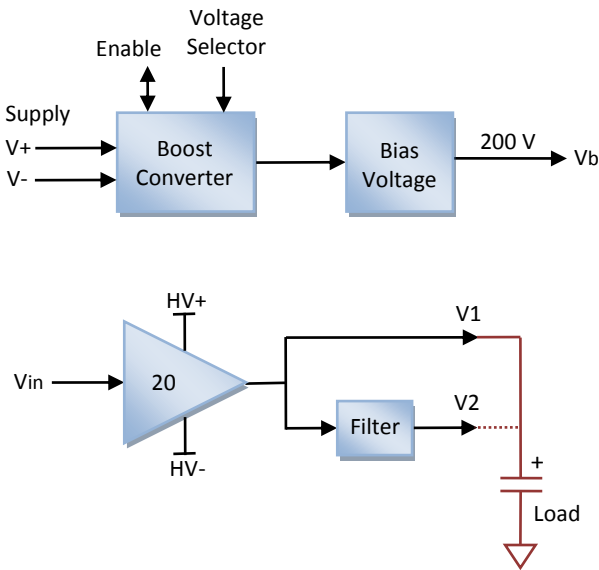 Voltage
Selector
Enable
Supply
V+
V-
Boost
Converter
Bias
Voltage
200 V
Vb
HV+
Vin
20
HV-
V1
V2
Filter
+
Load